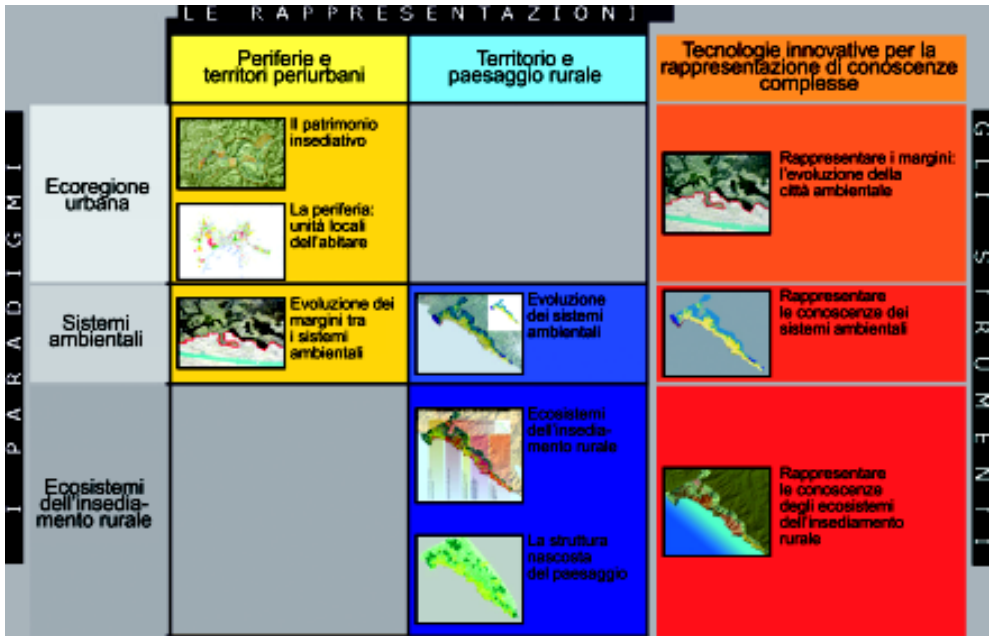 LE RAPPRESENTAZIONI
Periferie e
territori periurbani
Territorio e
paesaggio rurale
Tecnologie innovative per la
rappresentazione di conoscenze
complesse
I PARADIGMI
GLI STRUMENTI
Ecoregione
urbana
Il patrimonio
insediativo
La periferia:
unità locali
dell'abitare
Rappresentare i margini:
l'evoluzione della
città ambientale
Sistemi
ambientali
Evoluzione dei
margini tra
i sistemi
ambientali
Evoluzione
dei sistemi
ambientali
Rappresentare
le conoscenze dei
sistemi ambientali
Ecosistemi
dell'insedia-
mento rurale
Ecosistemi
dell'insedia-
mento rurale
La struttura
nascosta
del paesaggio
Rappresentare
le conoscenze
degli ecosistemi
dell'insediamento
rurale